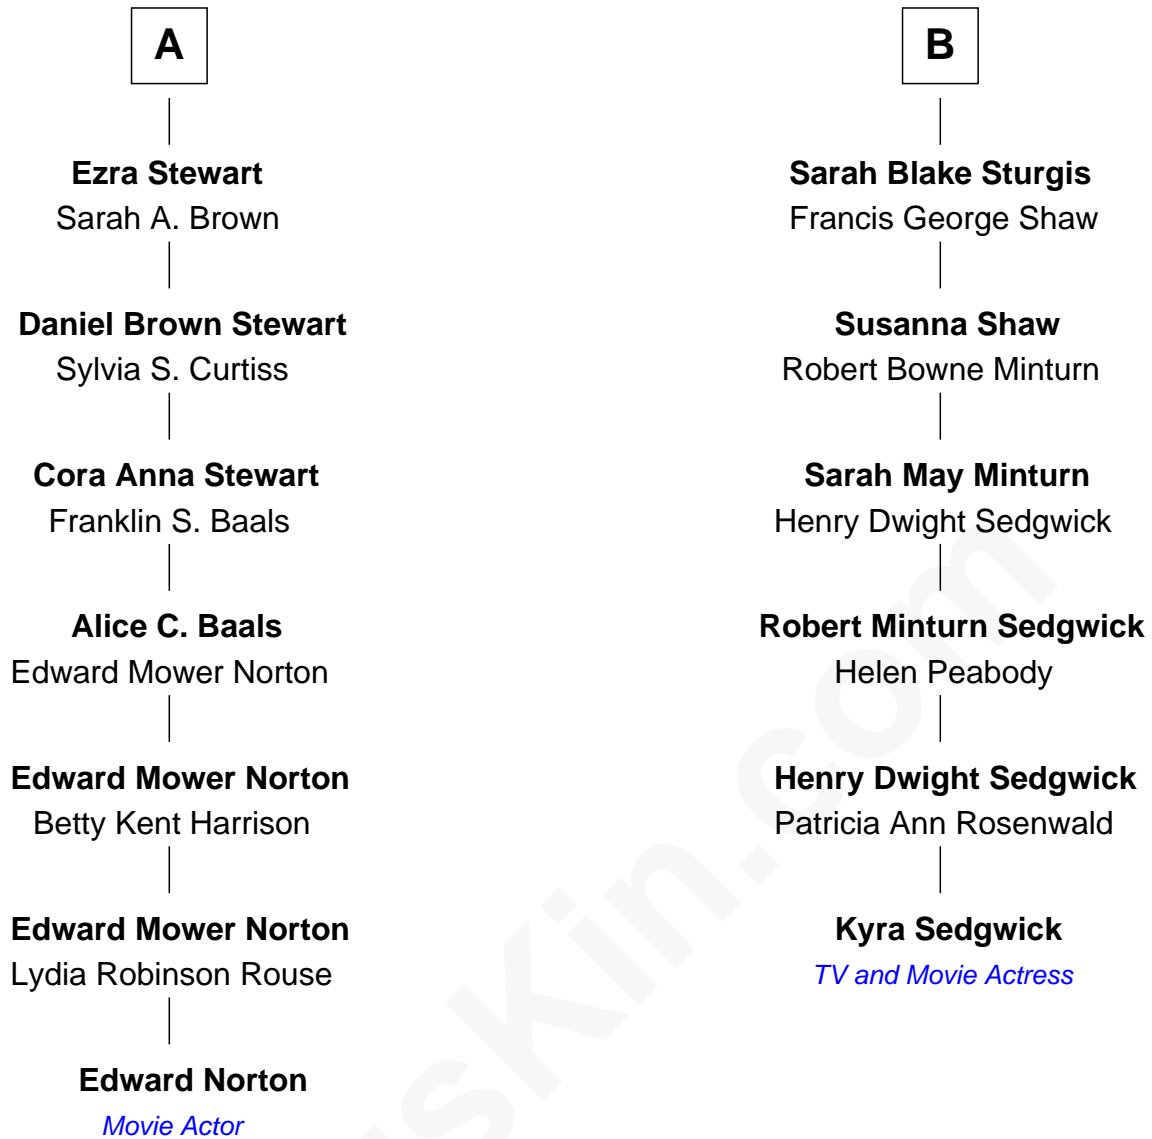 A
Ezra Stewart
Sarah A. Brown
Daniel Brown Stewart
Sylvia S. Curtiss
Cora Anna Stewart
Franklin S. Baals
Alice C. Baals
Edward Mower Norton
Edward Mower Norton
Betty Kent Harrison
Edward Mower Norton
Lydia Robinson Rouse
Edward Norton
Movie Actor
B
Sarah Blake Sturgis
Francis George Shaw
Susanna Shaw
Robert Bowne Minturn
Sarah May Minturn
Henry Dwight Sedgwick
Robert Minturn Sedgwick
Helen Peabody
Henry Dwight Sedgwick
Patricia Ann Rosenwald
Kyra Sedgwick
TV and Movie Actress